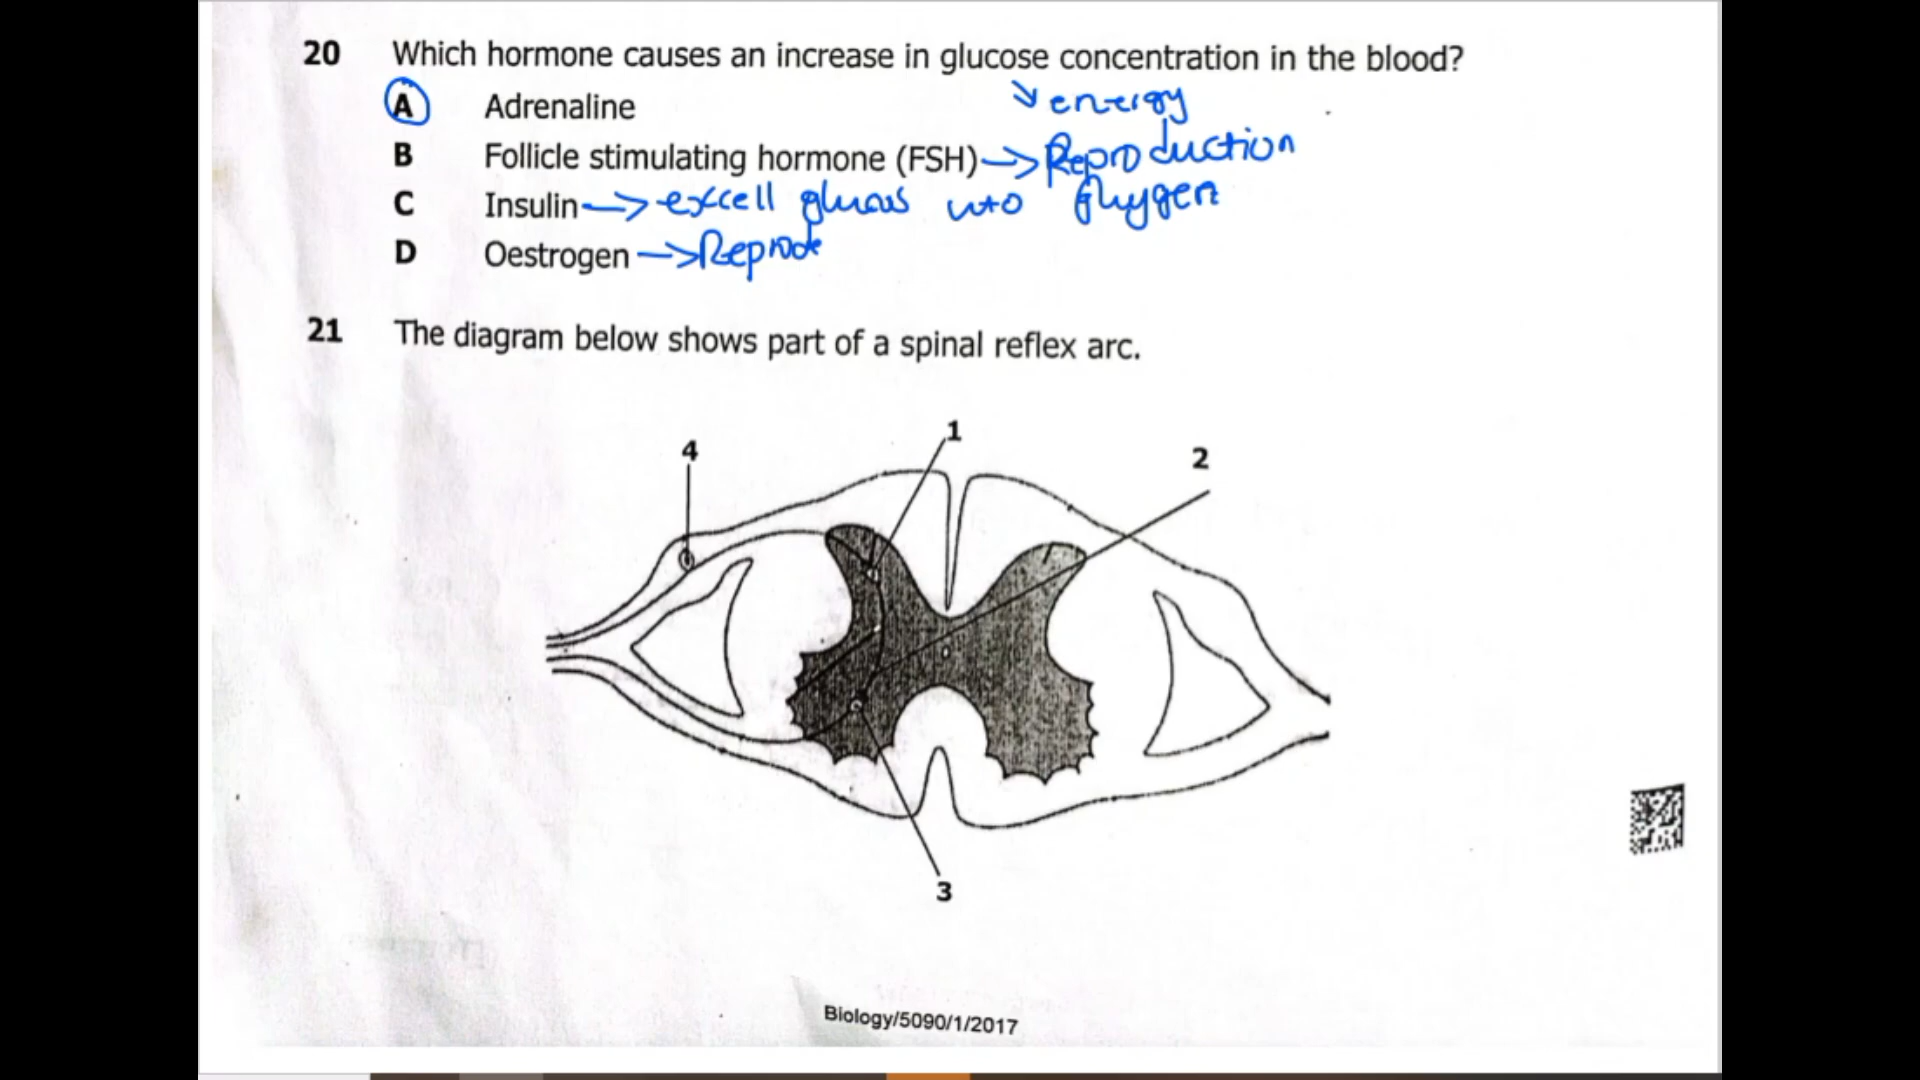 20 Which hormone causes an increase in glucose concentration in the blood?
A Adrenaline
energy
B Follicle stimulating hormone (FSH) → Reproduction
C Insulin → excell glucos into
D Oestrogen →
21 The diagram below shows part of a spinal reflex arc.
1
4
2
3
Biology/5090/1/2017